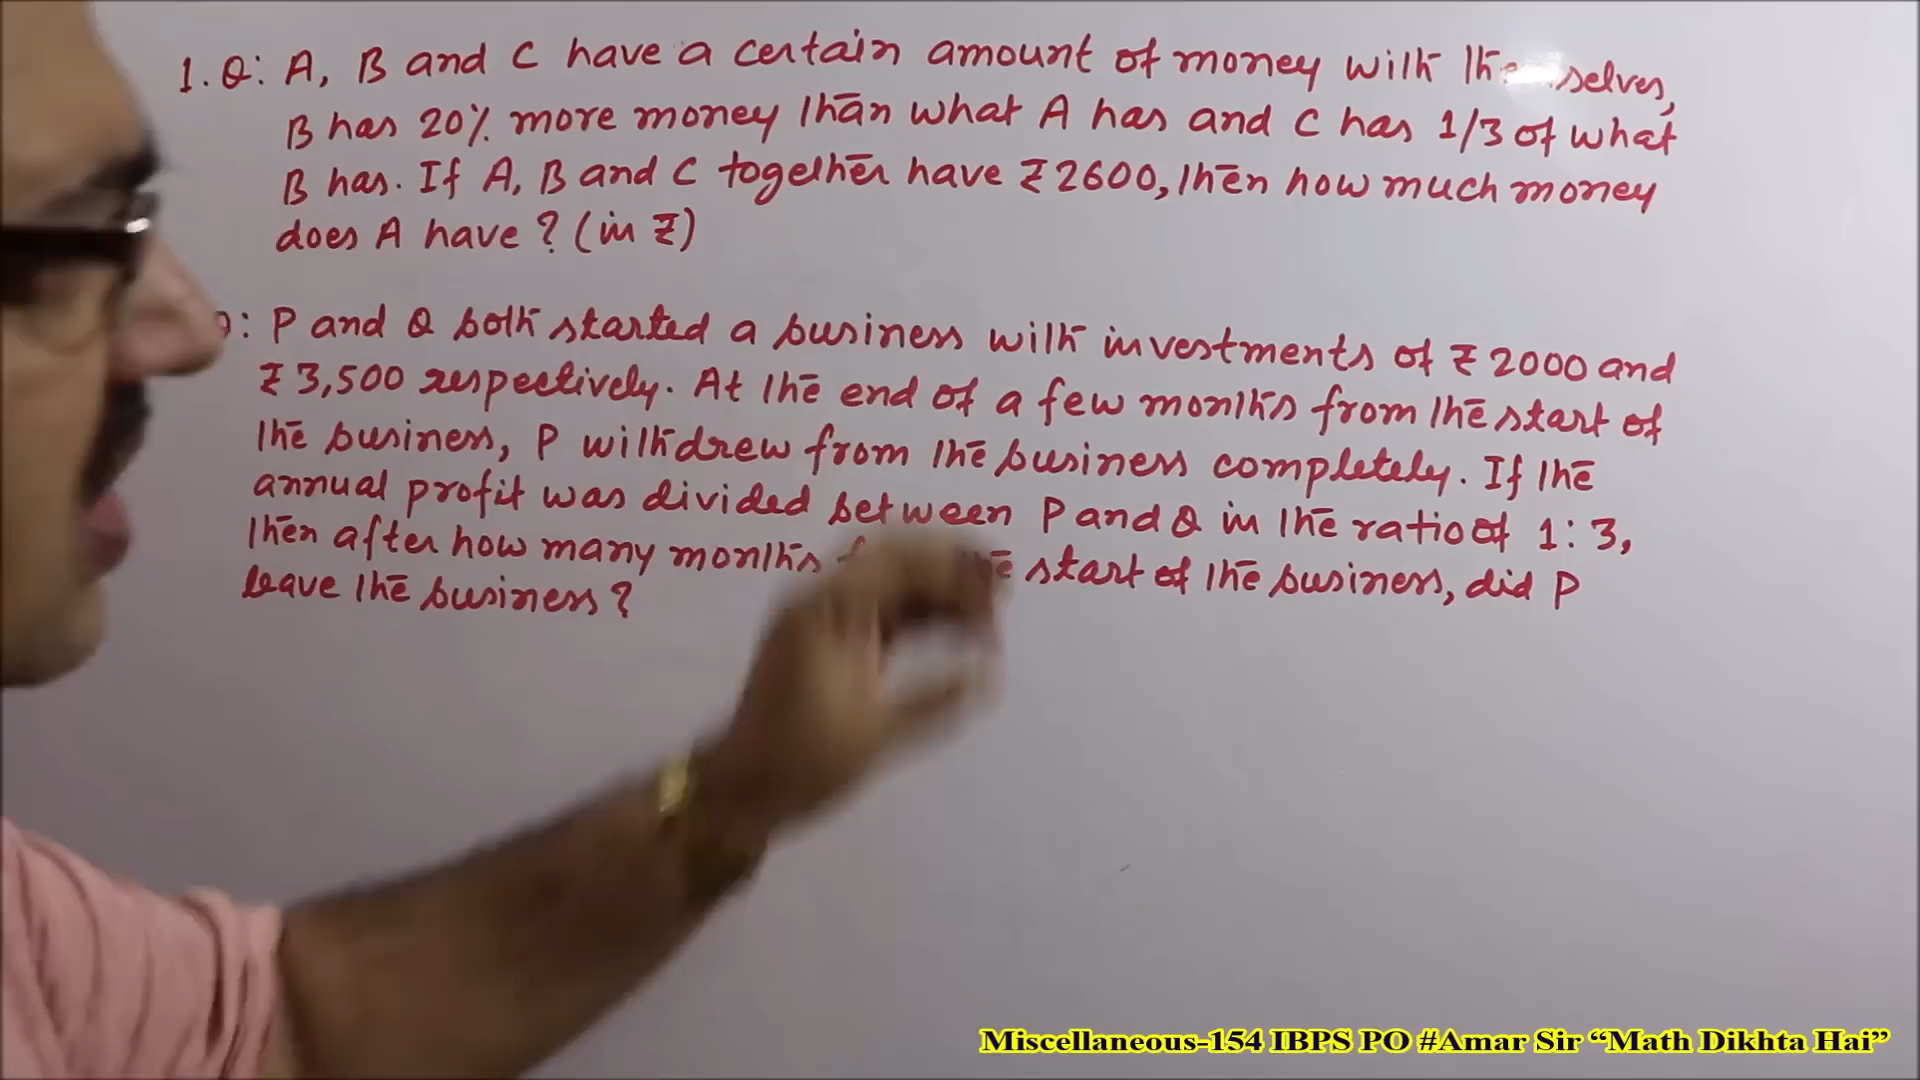 1. Q: A, B and C have a certain amount of money with themselves,
B has 20% more money than what A has and C has 1/3 of what
B has. If A, B and C together have ₹2600, then how much money
does A have? (in ₹)
: P and Q both started a business with investments of ₹2000 and
₹3,500 respectively. At the end of a few months from the start of
the business, P withdrew from the business completely. If the
annual profit was divided between P and Q in the ratio of 1:3,
then after how many months start of the business, did P
leave the business?
Miscellaneous-154 IBPS PO #Amar Sir “Math Dikhta Hai”